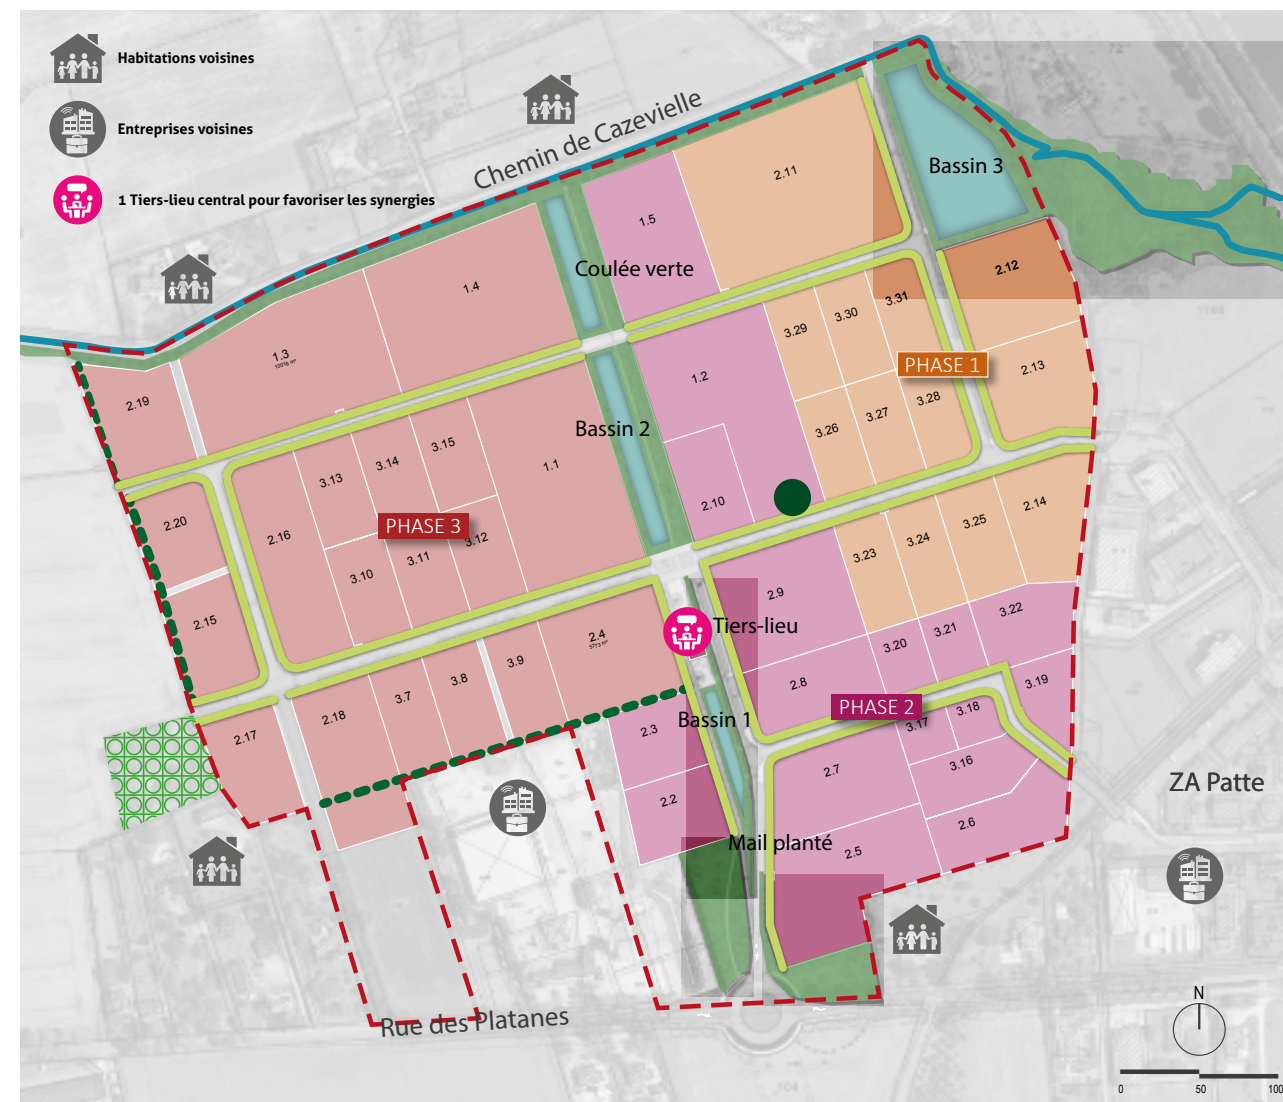 Habitations voisines
Entreprises voisines
1 Tiers-lieu central pour favoriser les synergies
Chemin de Cazevielle
Bassin 3
2.11
1.5
Coulée verte
2.12
1.4
3.31
3.30
3.29
1.3
10016 m²
PHASE 1
2.13
1.2
2.19
3.28
3.27
3.26
Bassin 2
3.15
3.14
3.13
1.1
2.10
2.14
3.25
3.24
3.23
2.20
PHASE 3
2.16
3.12
3.11
3.10
2.9
2.15
3.22
3.21
3.20
Tiers-lieu
2.4
5773 m²
3.9
3.8
3.7
2.8
3.19
2.18
PHASE 2
3.18
3.17
Bassin 1
2.3
2.17
3.16
2.7
ZA Patte
2.2
2.6
Mail planté
2.5
Rue des Platanes
N
0 50 100